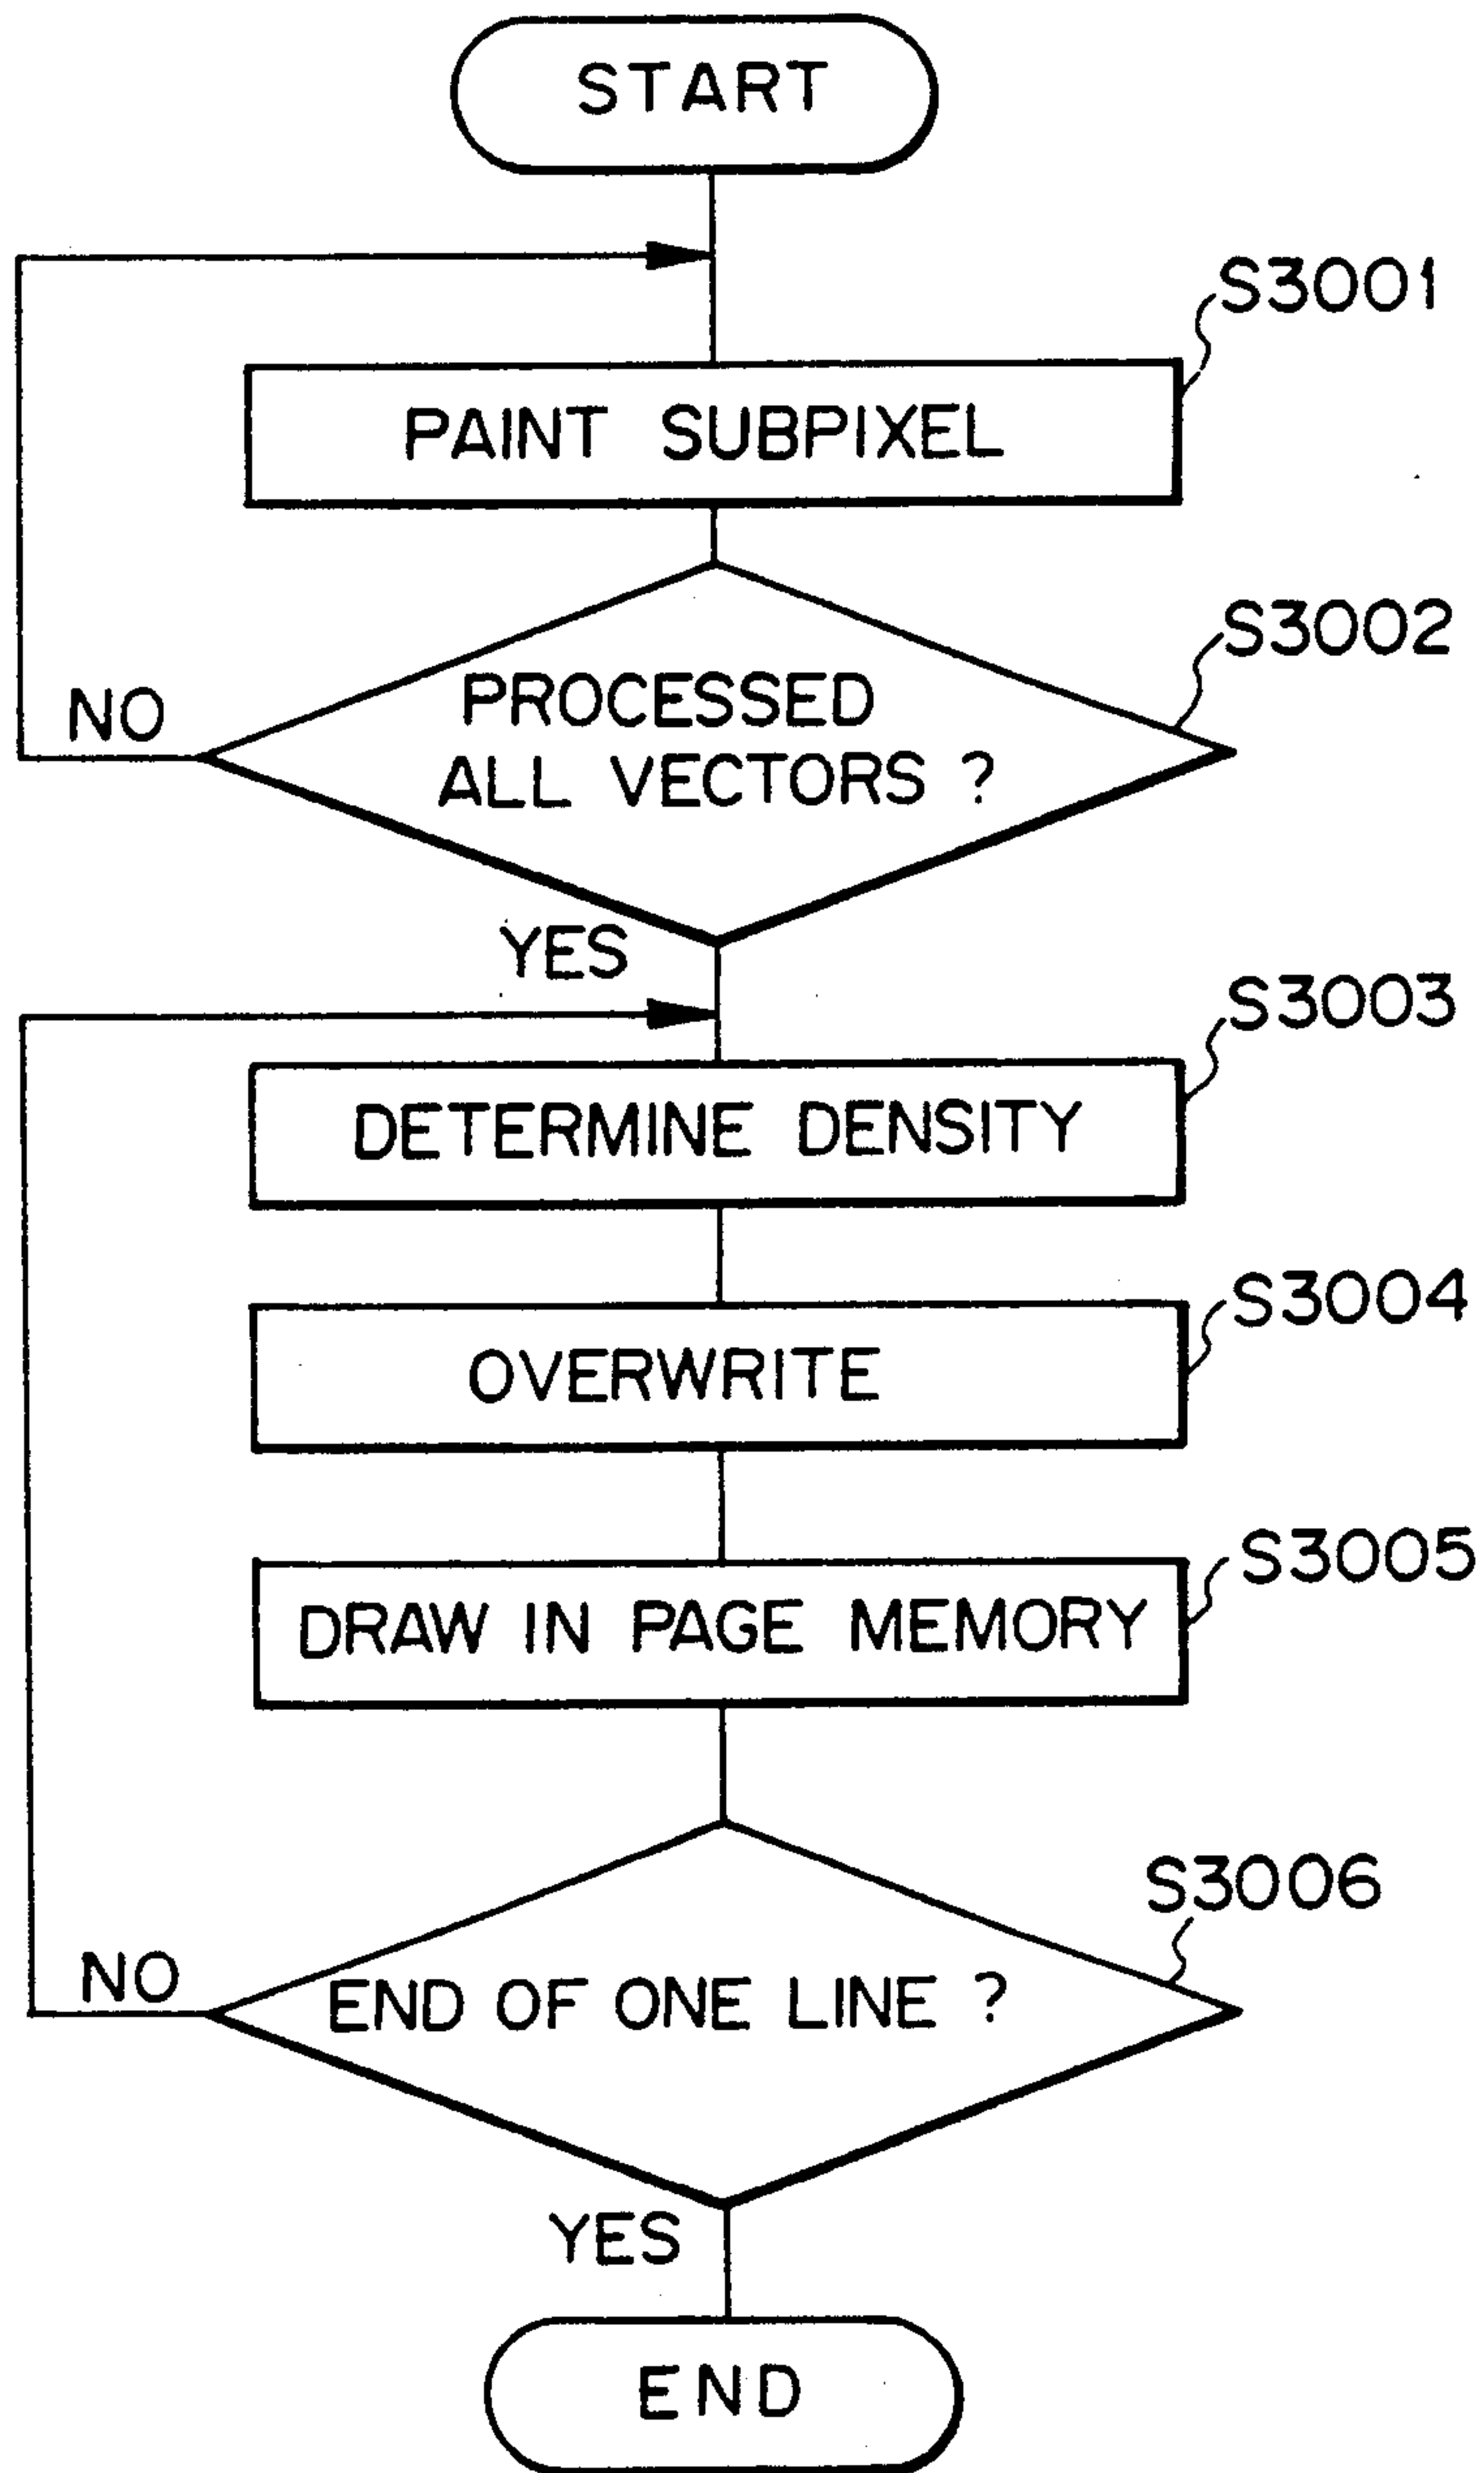 START
S3001
PAINT SUBPIXEL
S3002
PROCESSED
ALL VECTORS ?
NO
YES
S3003
DETERMINE DENSITY
S3004
OVERWRITE
S3005
DRAW IN PAGE MEMORY
S3006
END OF ONE LINE ?
NO
YES
END